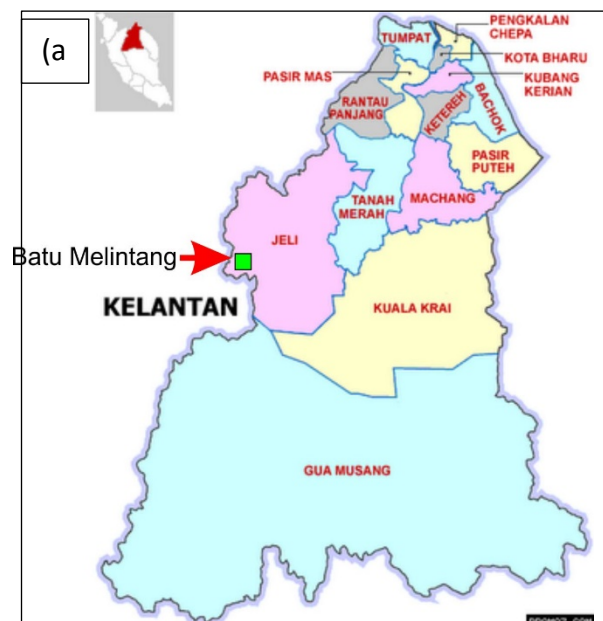 (a
PENGKALAN
CHEPA
TUMPAT
KOTA BHARU
PASIR MAS
KUBANG
KERIAN
RANTAU
PANJANG
KETEREH
BACHOK
PASIR
PUTEH
TANAH
MERAH
MACHANG
JELI
Batu Melintang
KELANTAN
KUALA KRAI
GUA MUSANG